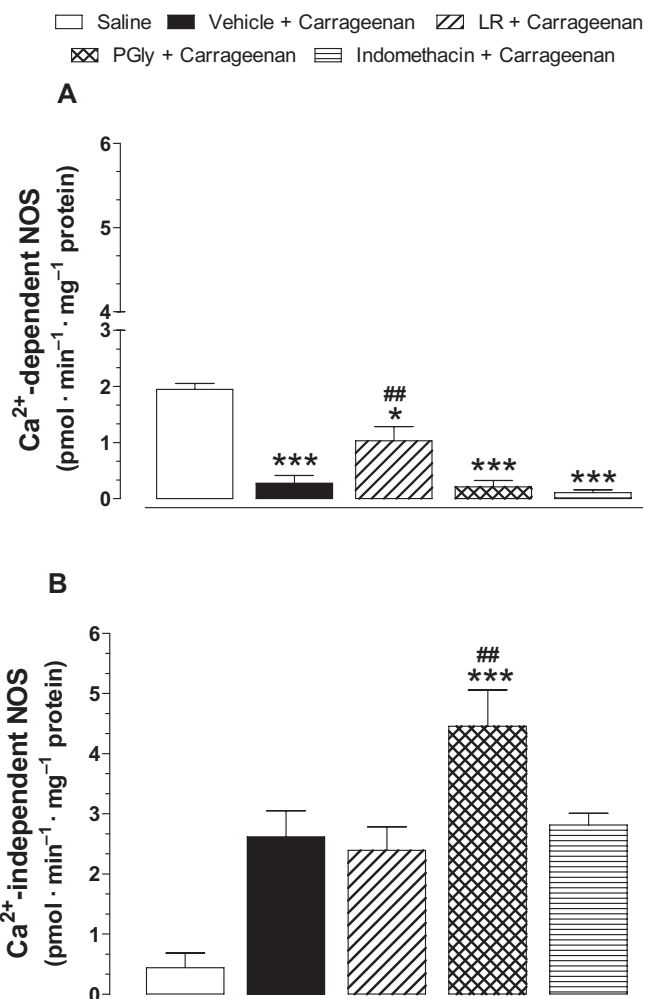 Saline Vehicle + Carrageenan LR + Carrageenan
PGly + Carrageenan Indomethacin + Carrageenan
A
Ca²⁺-dependent NOS
(pmol · min⁻¹ · mg⁻¹ protein)
6
5
4
3
2
1
0
***
##
*
***
***
B
Ca²⁺-independent NOS
(pmol · min⁻¹ · mg⁻¹ protein)
6
5
4
3
2
1
0
##
***